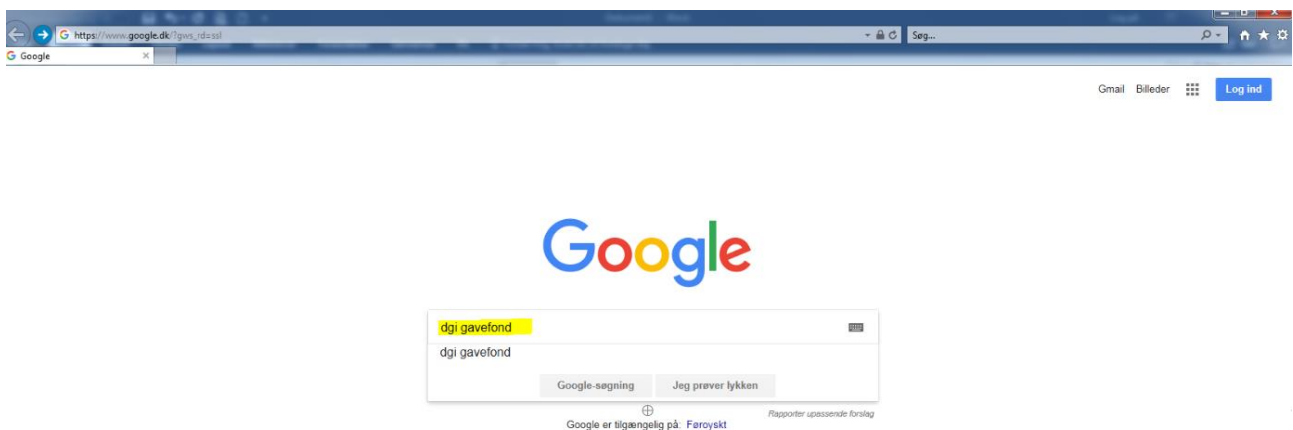 https://www.google.dk/?gws_rd=ssl
Søg...
Google
Gmail Billeder
Log ind
Google
dgi gavefond
dgi gavefond
Google-søgning Jeg prøver lykken
Rapporter upassende forslag
Google er tilgængelig på: Føroyskt